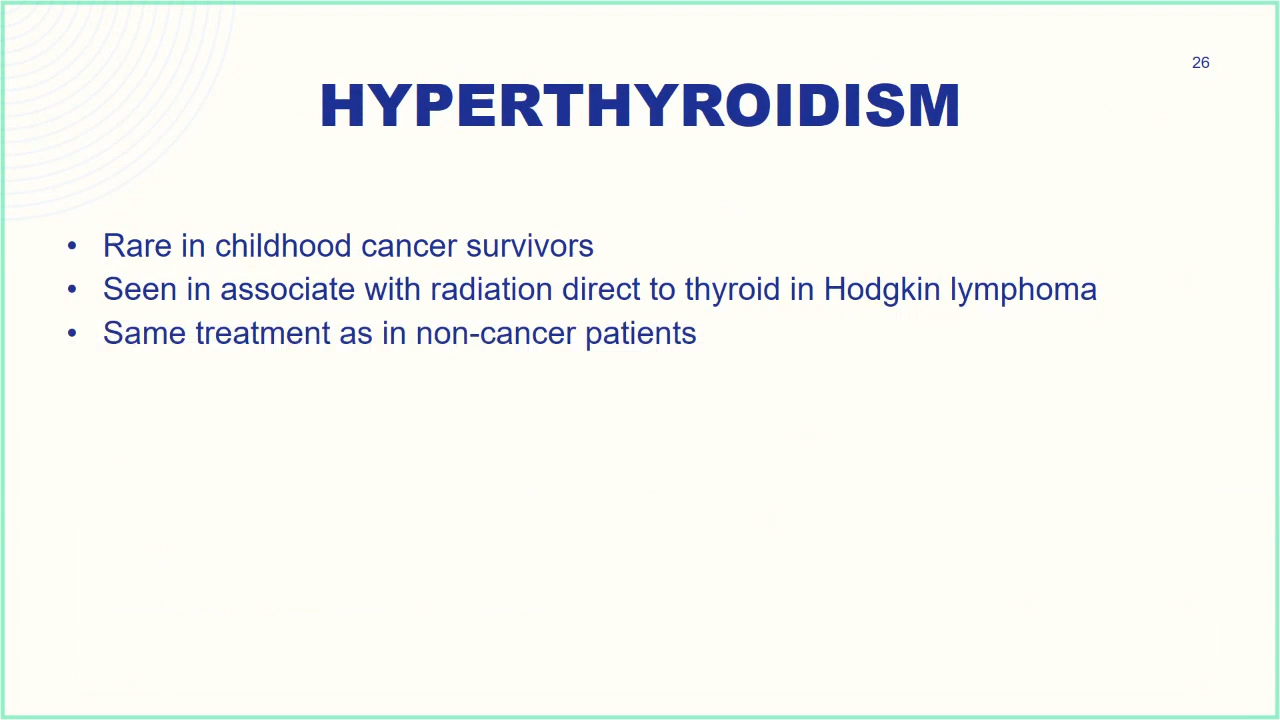 26
HYPERTHYROIDISM
• Rare in childhood cancer survivors
• Seen in associate with radiation direct to thyroid in Hodgkin lymphoma
• Same treatment as in non-cancer patients